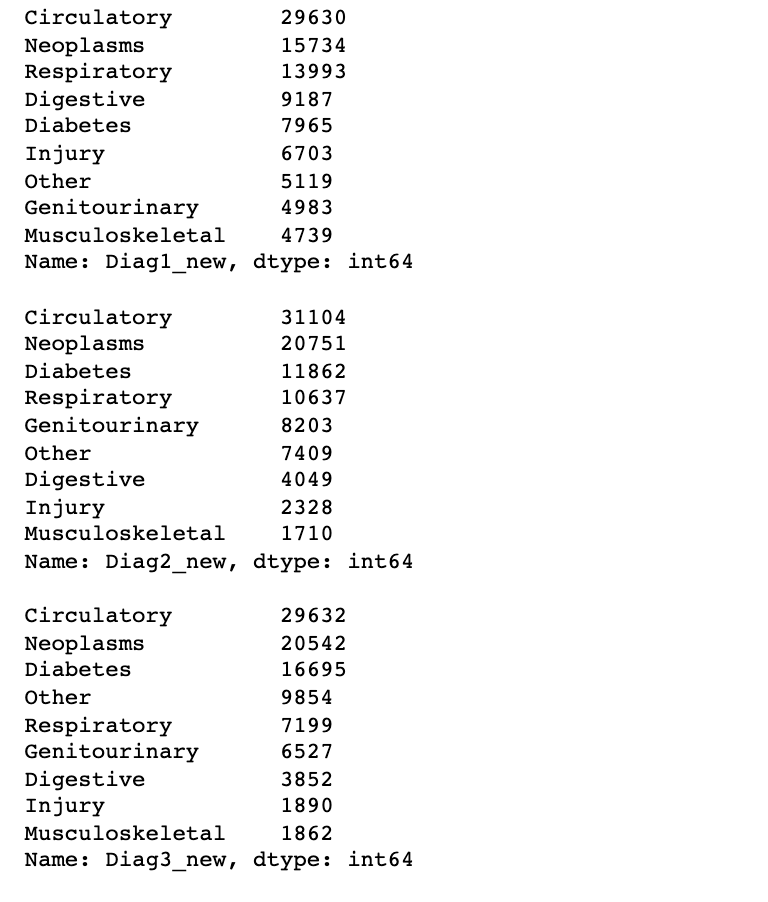 Circulatory 29630
Neoplasms 15734
Respiratory 13993
Digestive 9187
Diabetes 7965
Injury 6703
Other 5119
Genitourinary 4983
Musculoskeletal 4739
Name: Diag1_new, dtype: int64
Circulatory 31104
Neoplasms 20751
Diabetes 11862
Respiratory 10637
Genitourinary 8203
Other 7409
Digestive 4049
Injury 2328
Musculoskeletal 1710
Name: Diag2_new, dtype: int64
Circulatory 29632
Neoplasms 20542
Diabetes 16695
Other 9854
Respiratory 7199
Genitourinary 6527
Digestive 3852
Injury 1890
Musculoskeletal 1862
Name: Diag3_new, dtype: int64